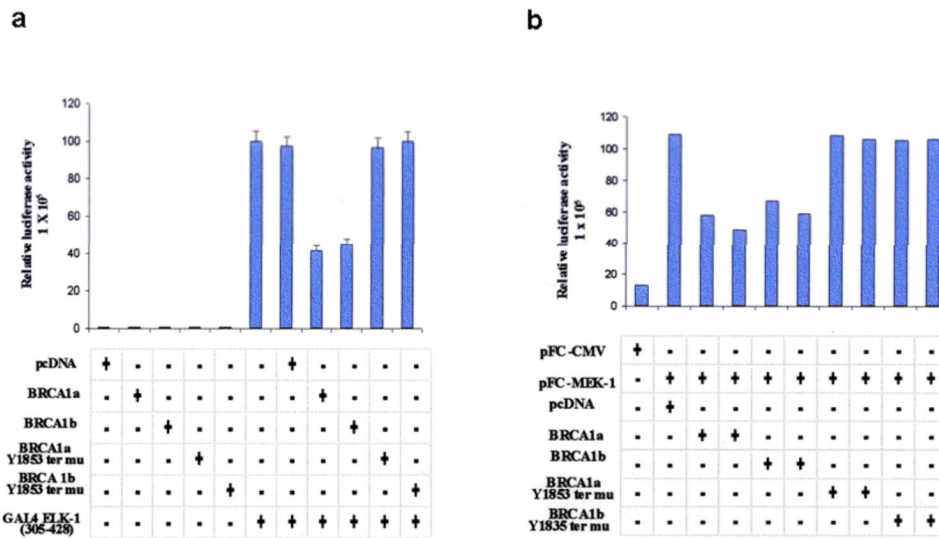 a
Relative luciferase activity
1 X 10⁵
120
100
80
60
40
20
0
pcDNA + - - - - - + - - - -
BRCA1a - + - - - - - + - - -
BRCA1b - - + - - - - - + - -
BRCA1a
Y1853 ter mu - - - + - - - - - + -
BRCA 1b
Y1853 ter mu - - - - + - - - - - +
GAL4 ELK-1
(305-428) - - - - - + + + + + +
b
Relative luciferase activity
1 x 10⁵
120
100
80
60
40
20
0
pFC-CMV + - - - - - - - - -
pFC-MEK-1 - + + + + + + + + +
pcDNA - + - - - - - - - -
BRCA1a - - + + - - - - - -
BRCA1b - - - - + + - - - -
BRCA1a
Y1853 ter mu - - - - - - + + - -
BRCA1b
Y1835 ter mu - - - - - - - - + +